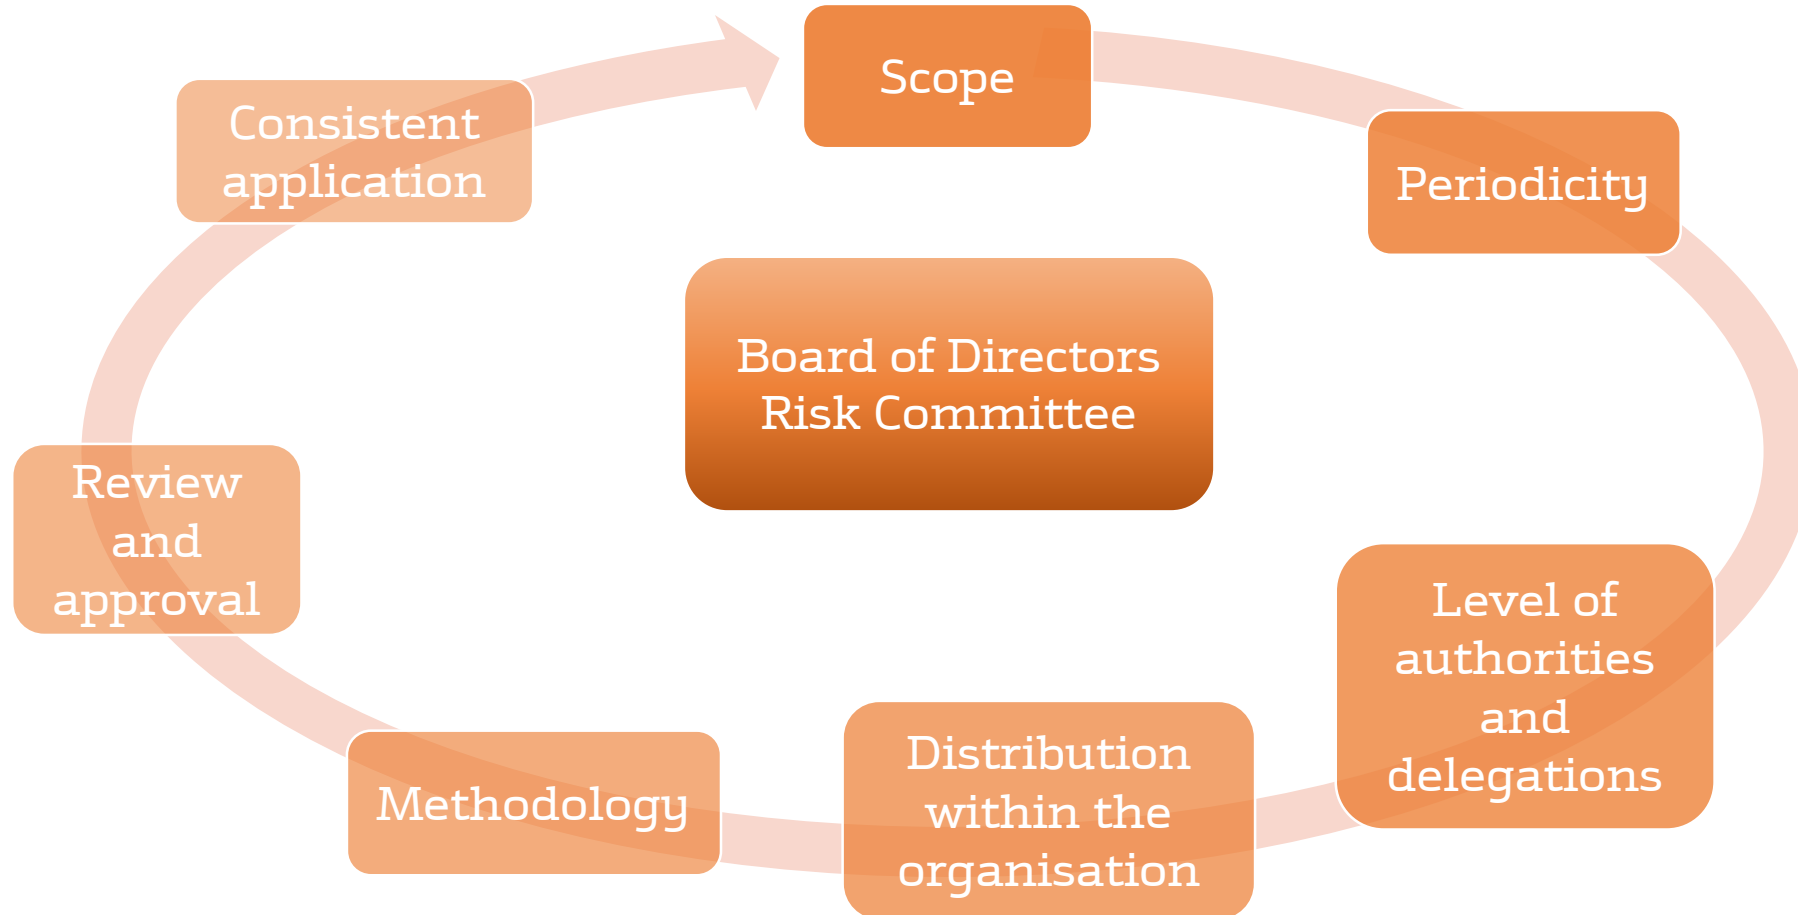 Scope
Periodicity
Level of
authorities
and
delegations
Distribution
within the
organisation
Methodology
Review
and
approval
Consistent
application
Board of Directors
Risk Committee